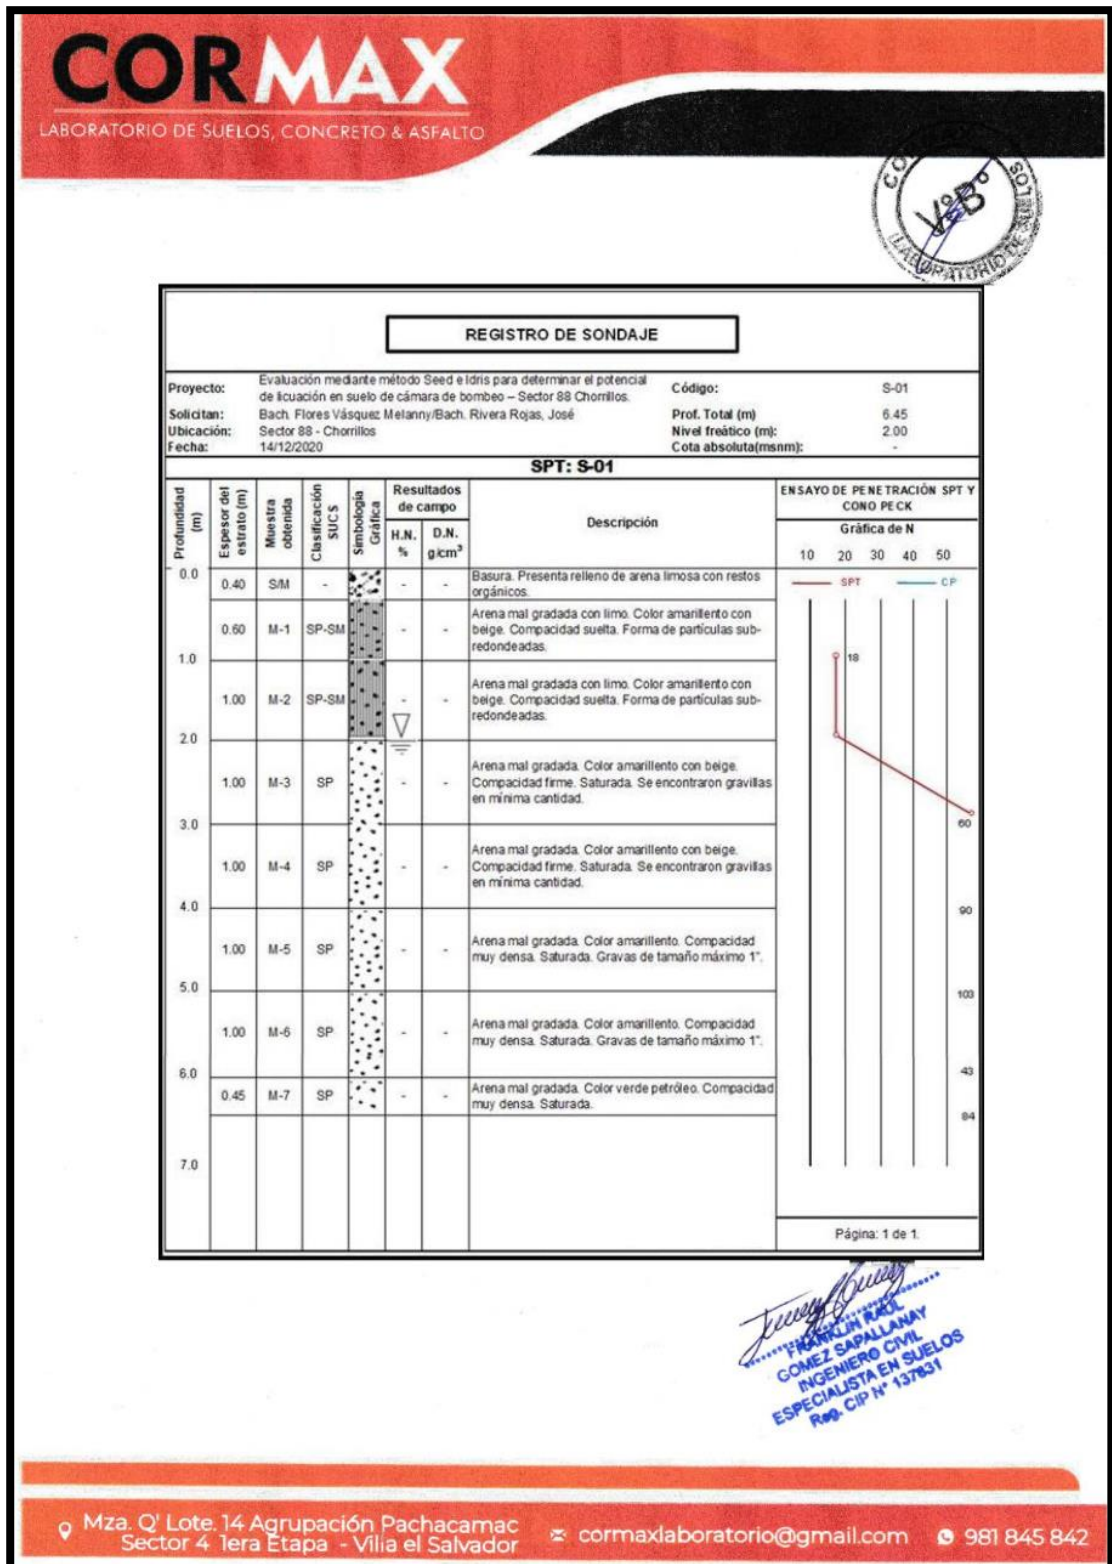 CORMAX
LABORATORIO DE SUELOS, CONCRETO & ASFALTO
V°B°
LABORATORIO DE SUELOS
REGISTRO DE SONDAJE
Proyecto: Evaluación mediante método Seed e Idris para determinar el potencial de licuación en suelo de cámara de bombeo – Sector 88 Chorrillos.
Código: S-01
Solicitan: Bach. Flores Vásquez Melanny/Bach. Rivera Rojas, José
Prof. Total (m) 6.45
Ubicación: Sector 88 - Chorrillos
Nivel freático (m): 2.00
Fecha: 14/12/2020
Cota absoluta(msnm): -
SPT: S-01
Profundidad (m)
Espesor del estrato (m)
Muestra obtenida
Clasificación SUCS
Simbología Gráfica
Resultados de campo
H.N. %
D.N. g/cm³
Descripción
ENSAYO DE PENETRACIÓN SPT Y CONO PECK
Gráfica de N
10 20 30 40 50
SPT CP
0.0
0.40 S/M - - - Basura. Presenta relleno de arena limosa con restos orgánicos.
0.60 M-1 SP-SM - - Arena mal gradada con limo. Color amarillento con beige. Compacidad suelta. Forma de partículas sub-redondeadas.
1.0
18
1.00 M-2 SP-SM - - Arena mal gradada con limo. Color amarillento con beige. Compacidad suelta. Forma de partículas sub-redondeadas.
2.0
1.00 M-3 SP - - Arena mal gradada. Color amarillento con beige. Compacidad firme. Saturada. Se encontraron gravillas en mínima cantidad.
3.0
60
1.00 M-4 SP - - Arena mal gradada. Color amarillento con beige. Compacidad firme. Saturada. Se encontraron gravillas en mínima cantidad.
4.0
90
1.00 M-5 SP - - Arena mal gradada. Color amarillento. Compacidad muy densa. Saturada. Gravas de tamaño máximo 1".
5.0
103
1.00 M-6 SP - - Arena mal gradada. Color amarillento. Compacidad muy densa. Saturada. Gravas de tamaño máximo 1".
6.0
43
0.45 M-7 SP - - Arena mal gradada. Color verde petróleo. Compacidad muy densa. Saturada.
84
7.0
Página: 1 de 1.
FRANKLIN RAÚL
GOMEZ SAPALLANAY
INGENIERO CIVIL
ESPECIALISTA EN SUELOS
Reg. CIP N° 137831
Mza. Q' Lote. 14 Agrupación Pachacamac
Sector 4 1era Etapa - Villa el Salvador
cormaxlaboratorio@gmail.com
981 845 842